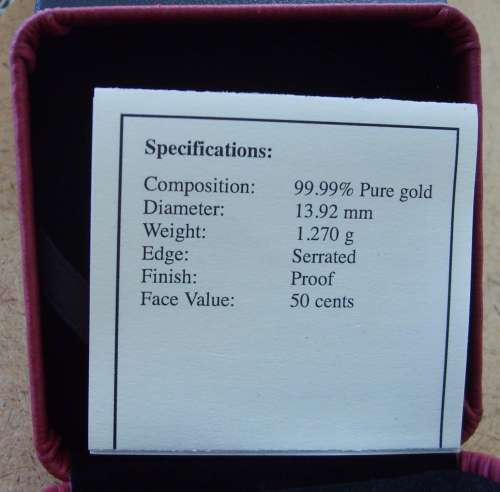 Specifications:
Composition: 99.99% Pure gold
Diameter: 13.92 mm
Weight: 1.270 g
Edge: Serrated
Finish: Proof
Face Value: 50 cents